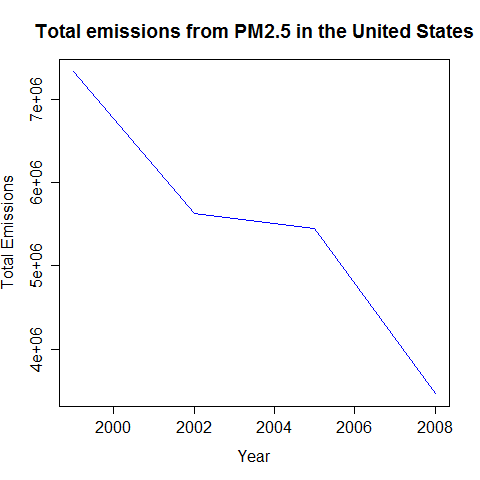 Total emissions from PM2.5 in the United States
Total Emissions
7e+06
6e+06
5e+06
4e+06
2000 2002 2004 2006 2008
Year